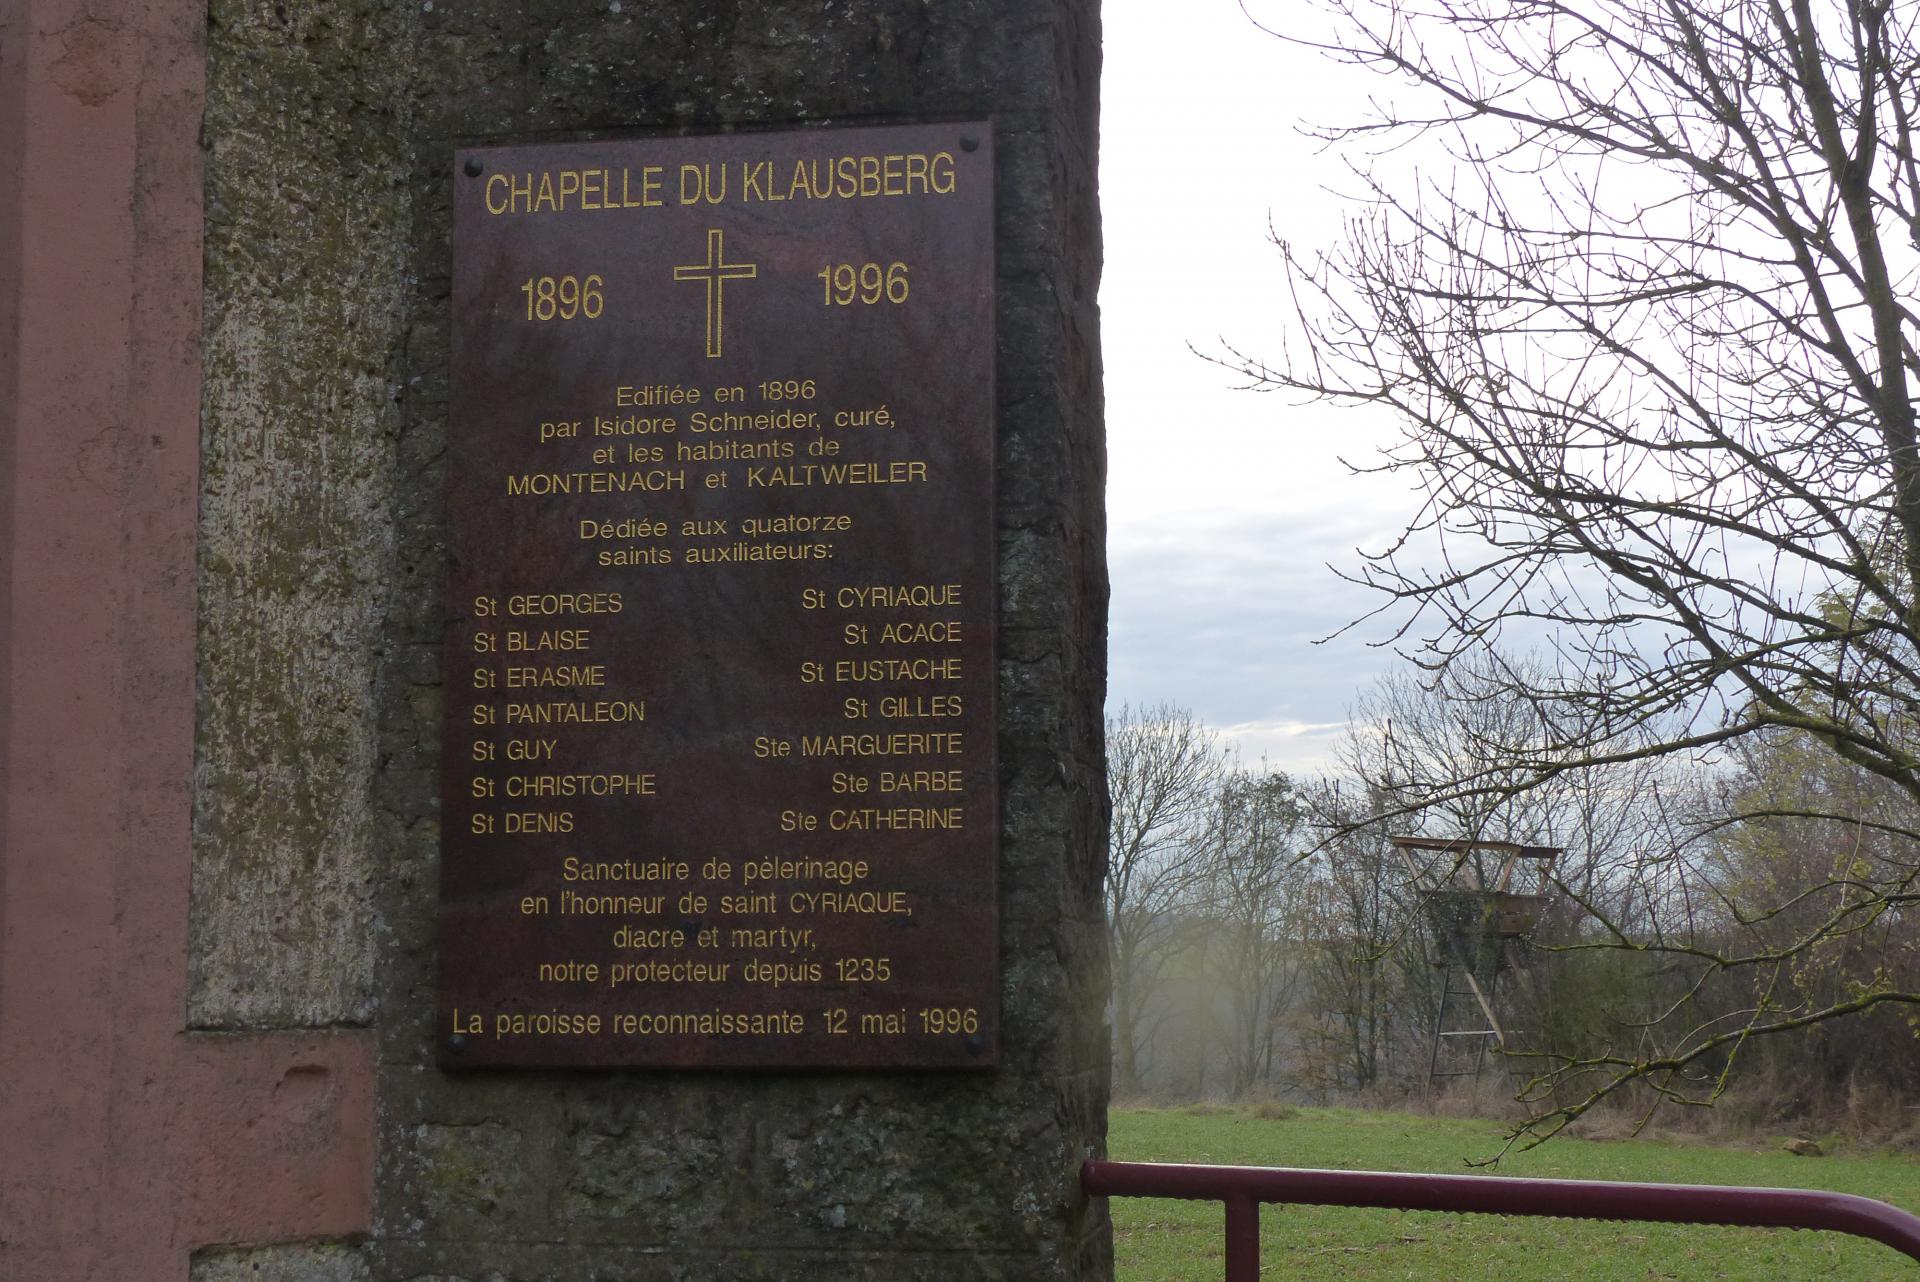 CHAPELLE DU KLAUSBERG
1896 1996
Edifiée en 1896
par Isidore Schneider, curé,
et les habitants de
MONTENACH et KALTWEILER
Dédiée aux quatorze
saints auxiliateurs:
St GEORGES St CYRIAQUE
St BLAISE St ACACE
St ERASME St EUSTACHE
St PANTALEON St GILLES
St GUY Ste MARGUERITE
St CHRISTOPHE Ste BARBE
St DENIS Ste CATHERINE
Sanctuaire de pèlerinage
en l'honneur de saint CYRIAQUE,
diacre et martyr,
notre protecteur depuis 1235
La paroisse reconnaissante 12 mai 1996